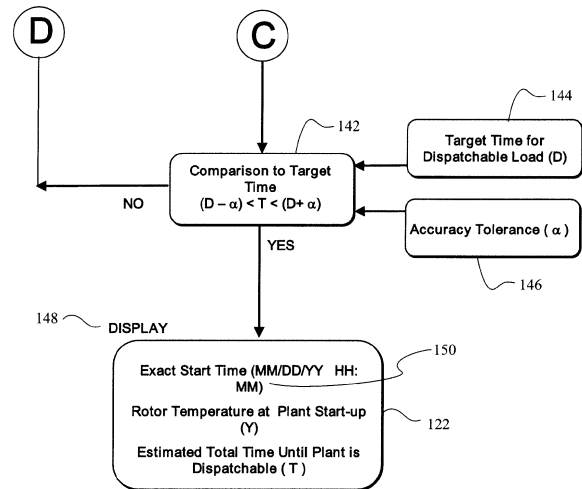 D
C
142
144
Comparison to Target
Time
(D – α) < T < (D+ α)
Target Time for
Dispatchable Load (D)
NO
Accuracy Tolerance ( α )
YES
146
148
DISPLAY
150
Exact Start Time (MM/DD/YY HH:
MM)
Rotor Temperature at Plant Start-up
(Y)
122
Estimated Total Time Until Plant is
Dispatchable ( T )